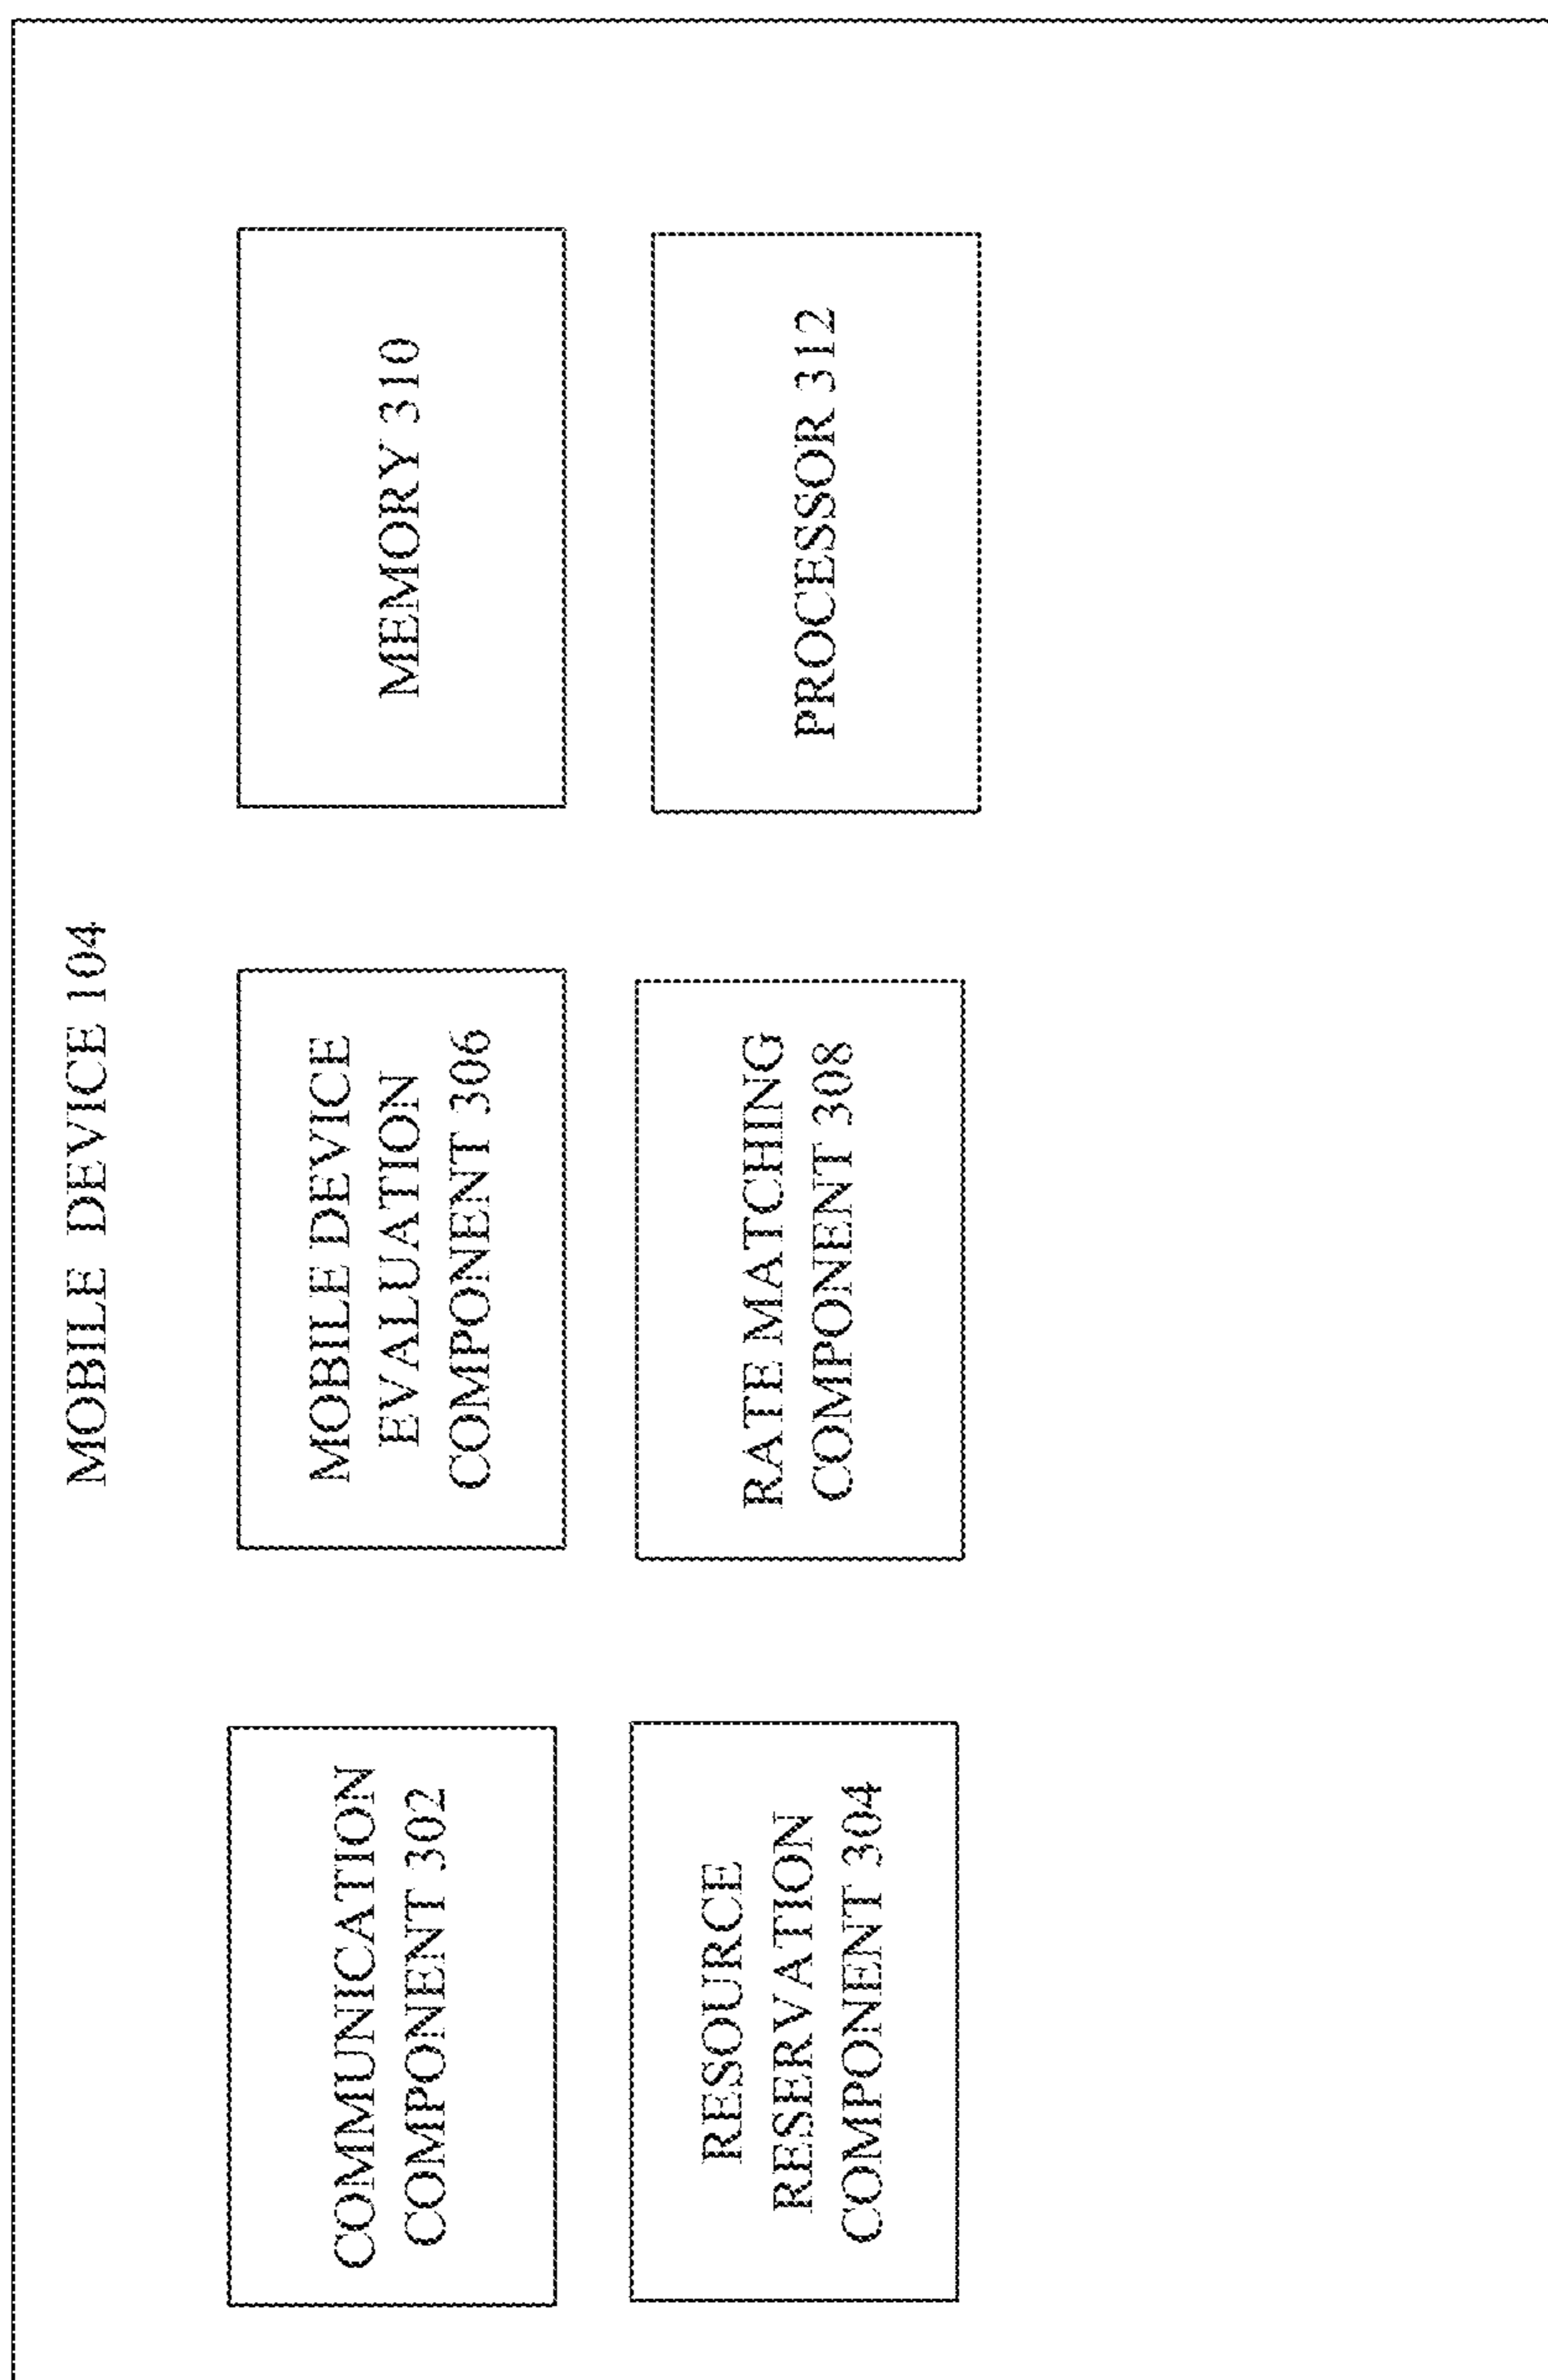 MOBILE DEVICE 104
COMMUNICATION
COMPONENT 302
MOBILE DEVICE
EVALUATION
COMPONENT 306
MEMORY 310
RESOURCE
RESERVATION
COMPONENT 304
RATE MATCHING
COMPONENT 308
PROCESSOR 312